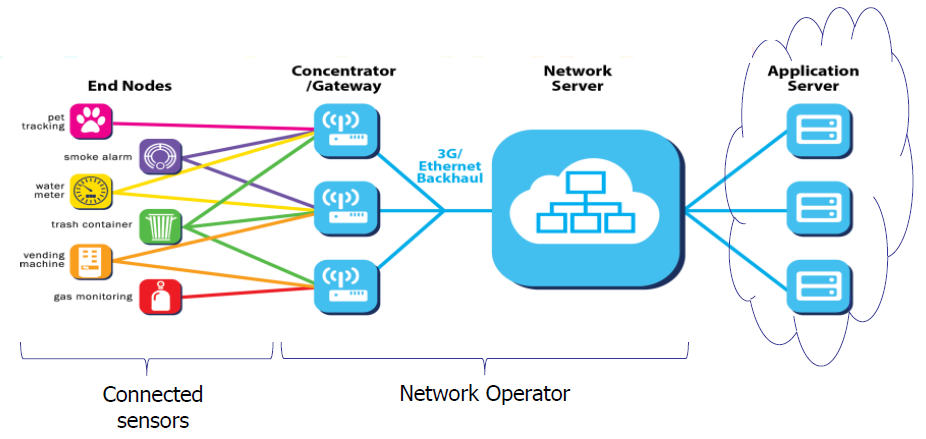 End Nodes
Concentrator
/Gateway
Network
Server
Application
Server
pet
tracking
smoke alarm
water
meter
trash container
vending
machine
gas monitoring
3G/
Ethernet
Backhaul
Connected
sensors
Network Operator